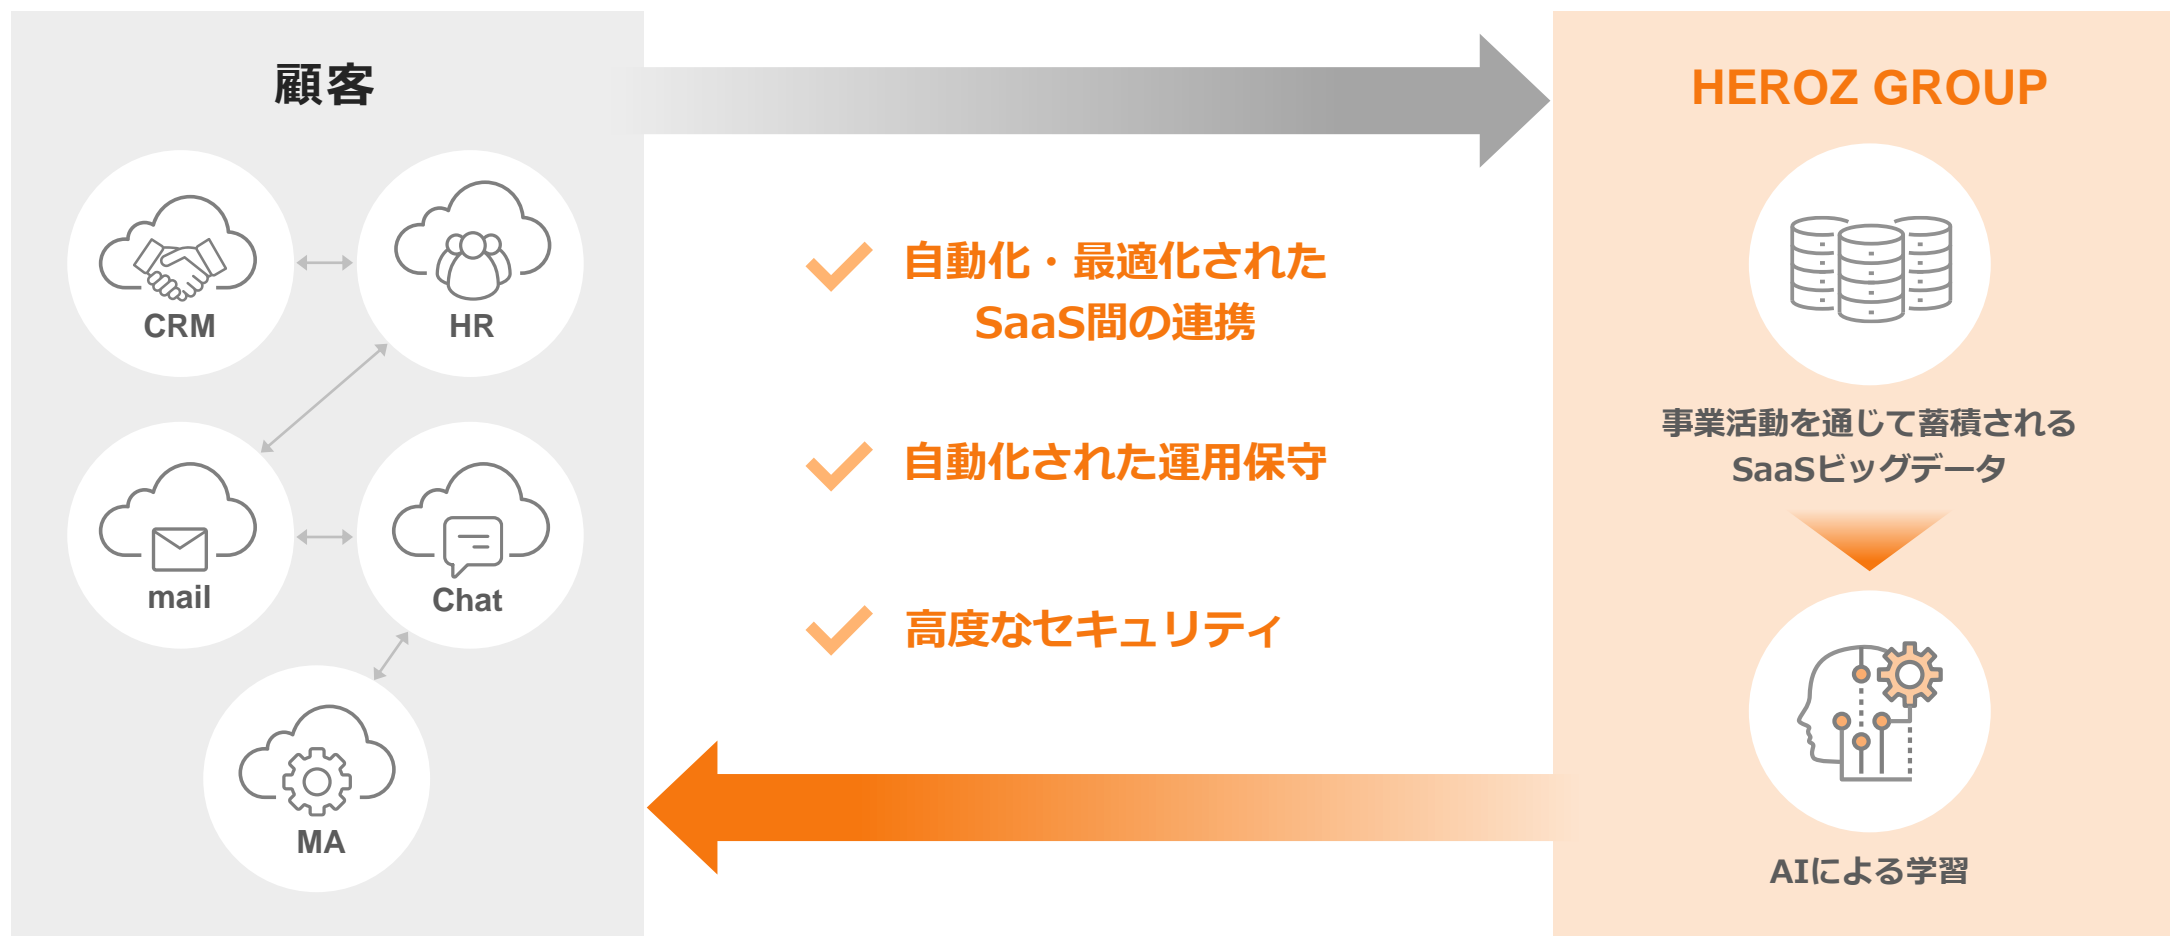 顧客
CRM
HR
mail
Chat
MA
自動化・最適化された
SaaS間の連携
自動化された運用保守
高度なセキュリティ
HEROZ GROUP
事業活動を通じて蓄積される
SaaSビッグデータ
AIによる学習